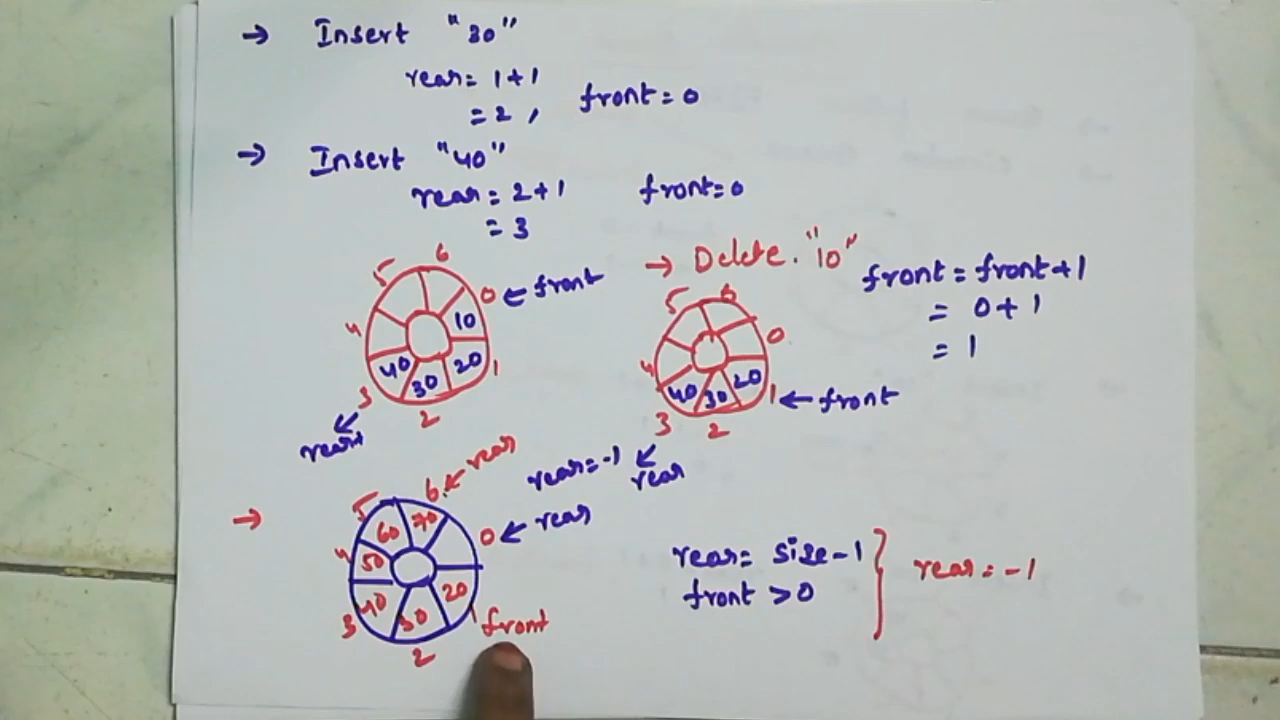 → Insert "30"
rear = 1+1
= 2, front = 0
→ Insert "40"
rear = 2+1 front=0
= 3
→ Delete. "10"
front = front+1
= 0+1
= 1
6
5
0 ← front
4
10
40 30 20
1
3
2
rear
6
5
0
4
40 30 20
1 ← front
3
2
rear
→
rear=-1
6 ← rear
5
0 ← rear
4
60 70
50
40 30 20
3
2
1 front
rear = size-1
front >0
} rear = -1